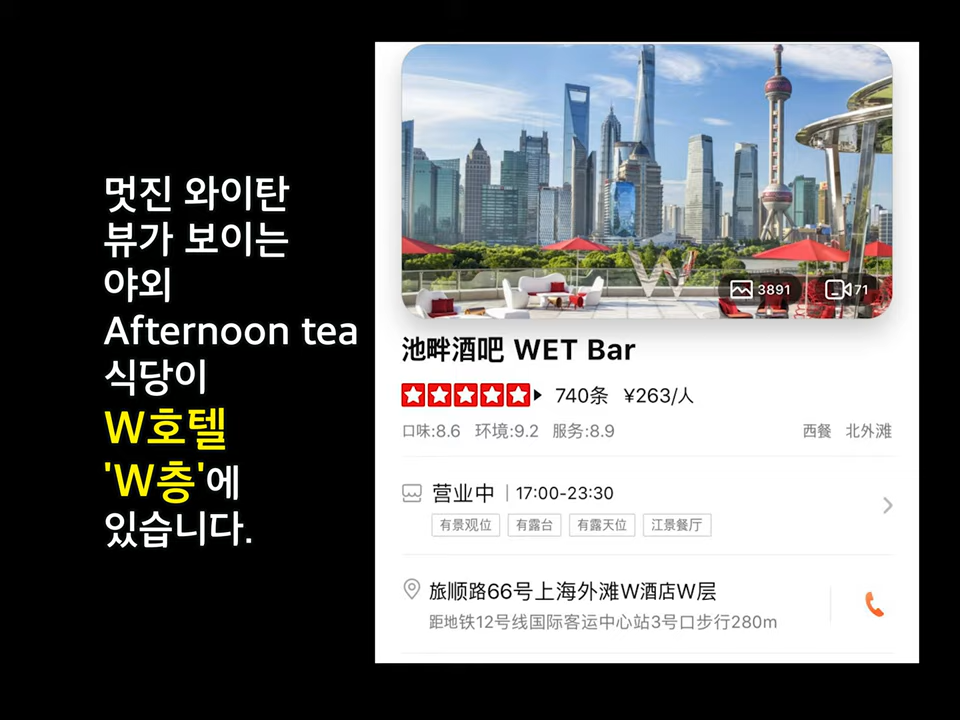 멋진 와이탄
뷰가 보이는
야외
Afternoon tea
식당이
W호텔
'W층'에
있습니다.
W
3891
71
池畔酒吧 WET Bar
740条 ¥263/人
口味:8.6 环境:9.2 服务:8.9
西餐 北外滩
营业中 | 17:00-23:30
有景观位 有露台 有露天位 江景餐厅
旅顺路66号上海外滩W酒店W层
距地铁12号线国际客运中心站3号口步行280m